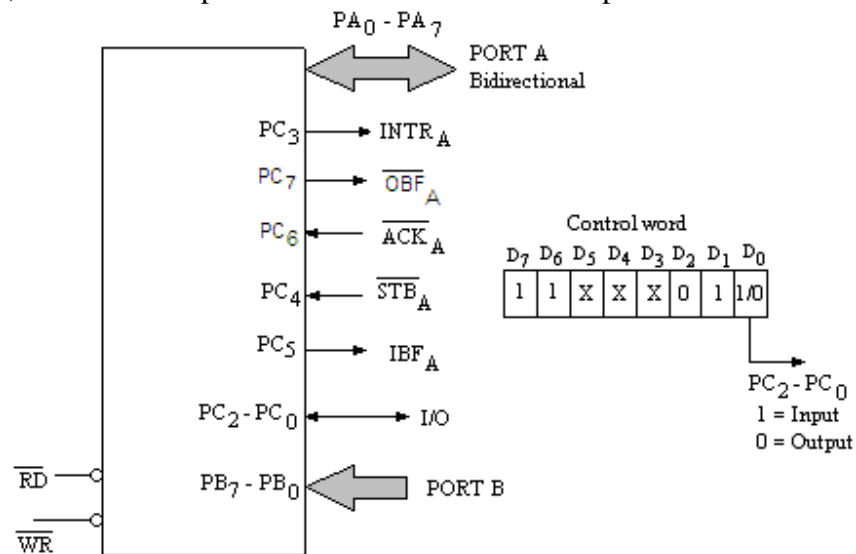 PA0 - PA7
PORT A
Bidirectional
PC3 INTRA
PC7 OBFA
PC6 ACKA
Control word
D7 D6 D5 D4 D3 D2 D1 D0
1 1 X X X 0 1 1/0
PC4 STBA
PC5 IBFA
PC2 - PC0 I/O
PC2 - PC0
1 = Input
0 = Output
RD
PB7 - PB0 PORT B
WR